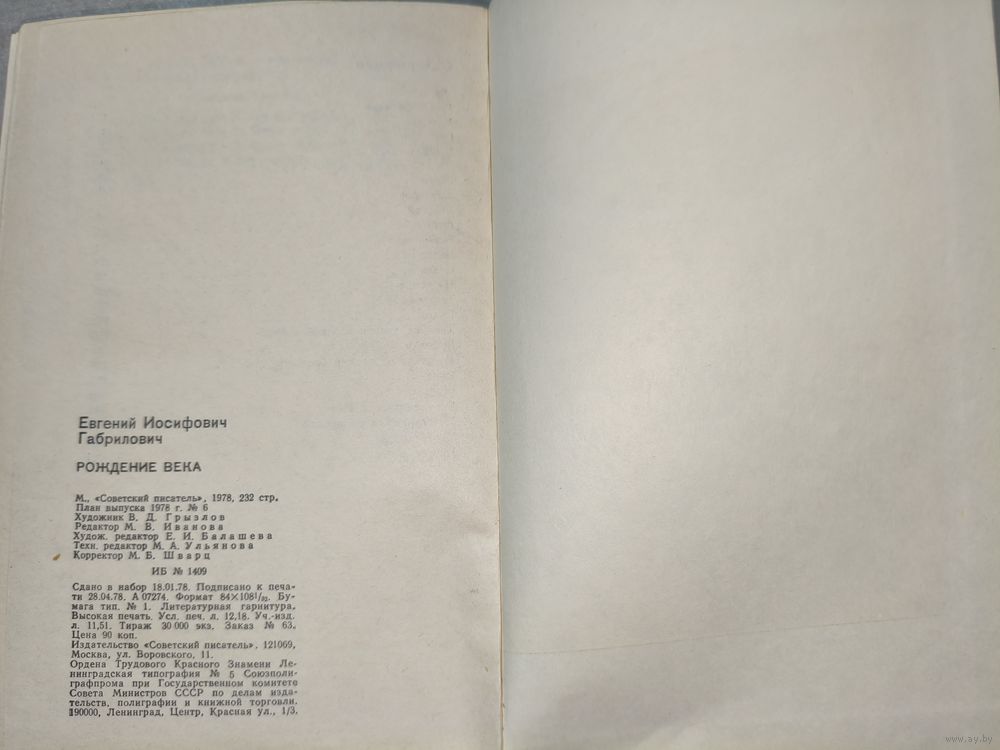 Евгений Иосифович
Габрилович
РОЖДЕНИЕ ВЕКА
М., «Советский писатель», 1978, 232 стр.
План выпуска 1978 г. № 6
Художник В. Д. Грызлов
Редактор М. В. Иванова
Худож. редактор Е. И. Балашева
Техн. редактор М. А. Ульянова
Корректор М. Б. Шварц
ИБ № 1409
Сдано в набор 18.01.78. Подписано к печа-
ти 28.04.78. А 07274. Формат 84×108¹/₃₂. Бу-
мага тип. № 1. Литературная гарнитура.
Высокая печать. Усл. печ. л. 12,18. Уч.-изд.
л. 11,51. Тираж 30 000 экз. Заказ № 63.
Цена 90 коп.
Издательство «Советский писатель», 121069,
Москва, ул. Воровского, 11.
Ордена Трудового Красного Знамени Ле-
нинградская типография № 5 Союзполи-
графпрома при Государственном комитете
Совета Министров СССР по делам изда-
тельств, полиграфии и книжной торговли.
190000, Ленинград, Центр, Красная ул., 1/3.
www.ay.by